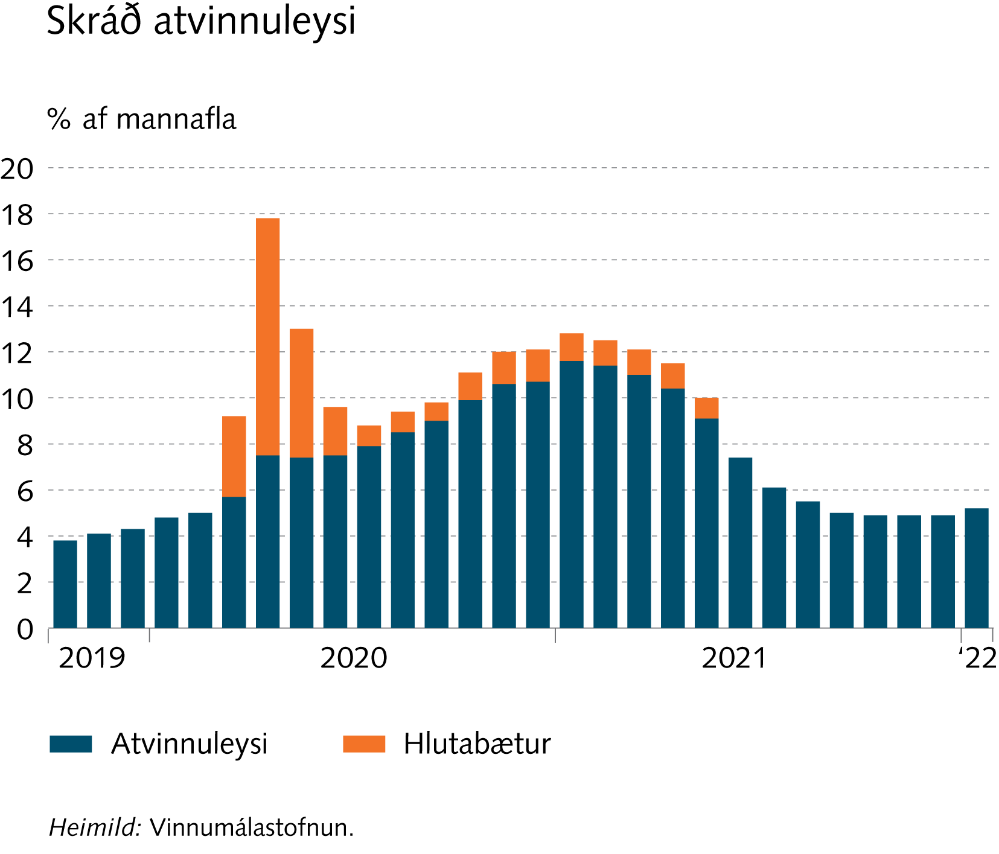 Skráð atvinnuleysi
% af mannafla
20
18
16
14
12
10
8
6
4
2
0
2019 2020 2021 ‘22
Atvinnuleysi Hlutabætur
Heimild: Vinnumálastofnun.